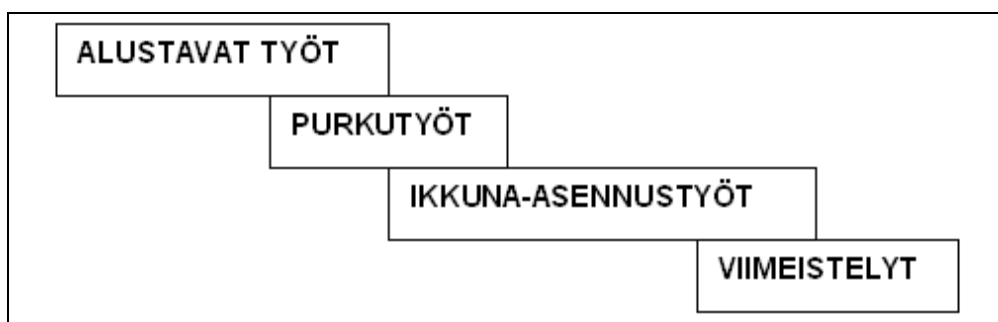 ALUSTAVAT TYÖT
PURKUTYÖT
IKKUNA-ASENNUSTYÖT
VIIMEISTELYT